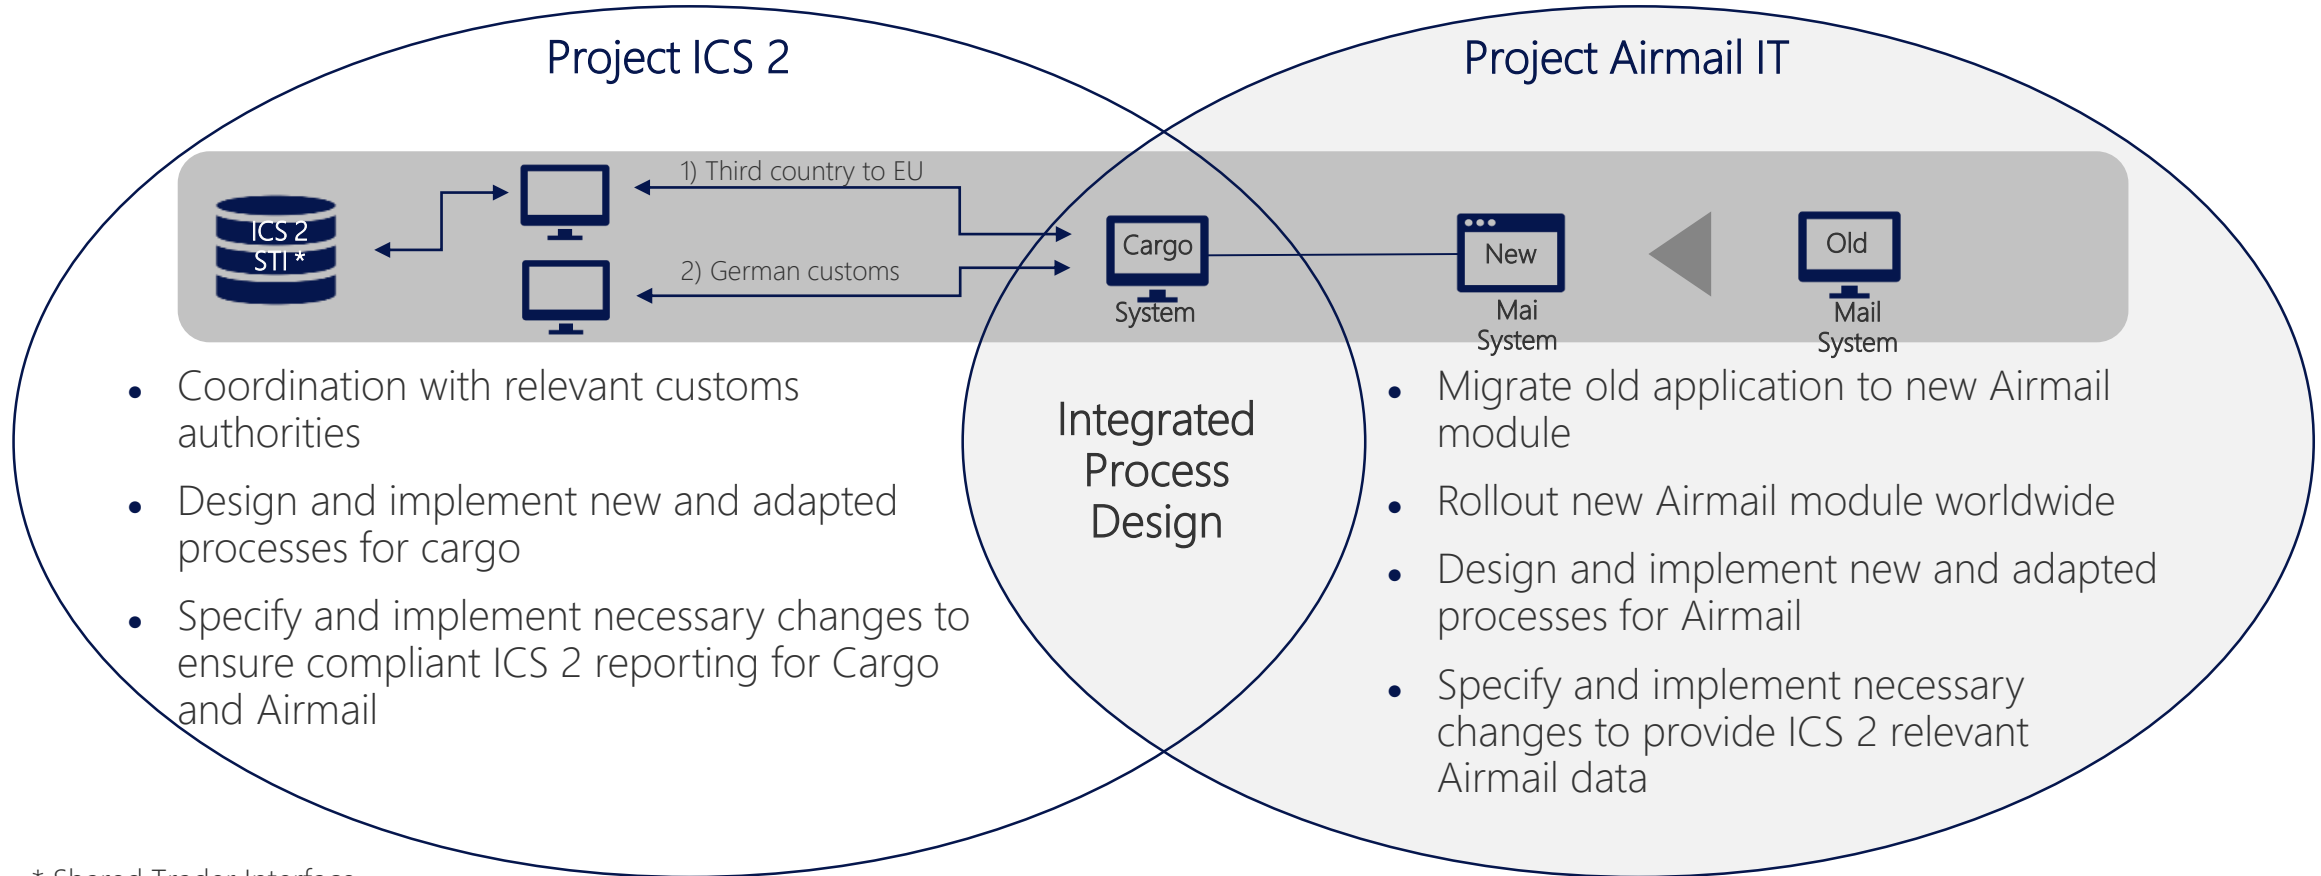 Project ICS 2
Project Airmail IT
1) Third country to EU
ICS 2
STI *
2) German customs
Cargo
System
New
Mai
System
Old
Mail
System
• Coordination with relevant customs
authorities
• Design and implement new and adapted
processes for cargo
• Specify and implement necessary changes to
ensure compliant ICS 2 reporting for Cargo
and Airmail
Integrated
Process
Design
• Migrate old application to new Airmail
module
• Rollout new Airmail module worldwide
• Design and implement new and adapted
processes for Airmail
• Specify and implement necessary
changes to provide ICS 2 relevant
Airmail data
* Shared Trader Interface